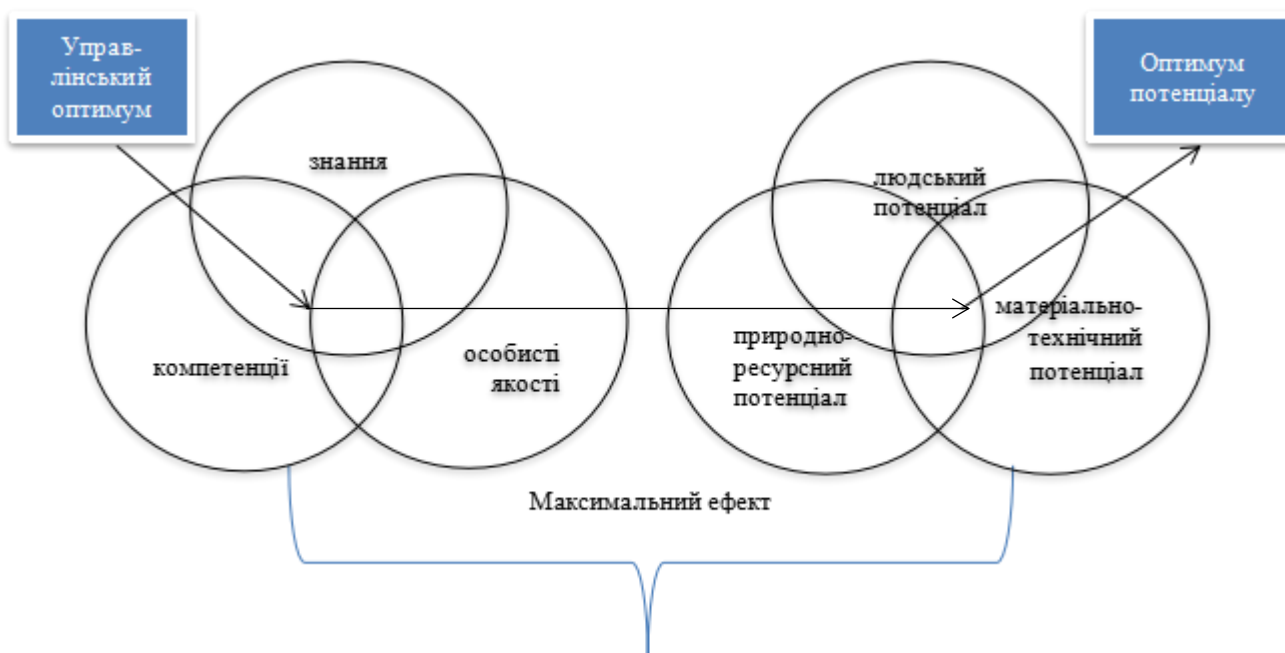 Управ-
лінський
оптимум
Оптимум
потенціалу
знання
людський
потенціал
компетенції
особисті
якості
природно-
ресурсний
потенціал
матеріально-
технічний
потенціал
Максимальний ефект